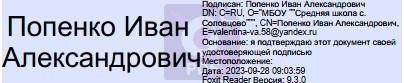 Попенко Иван
Александрович
Подписан: Попенко Иван Александрович
DN: C=RU, O="МБОУ ""Средняя школа с.
Соловцово""", CN=Попенко Иван Александрович,
E=valentina-va.58@yandex.ru
Основание: я подтверждаю этот документ своей
удостоверяющей подписью
Местоположение:
Дата: 2023-09-28 09:03:59
Foxit Reader Версия: 9.3.0